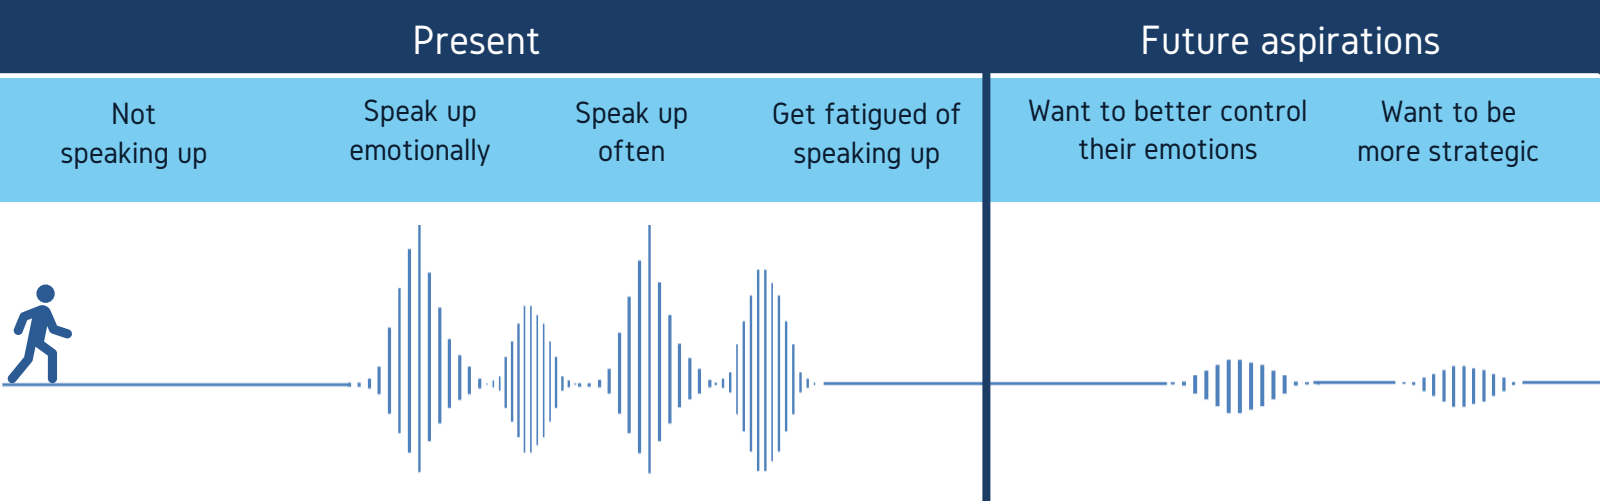 Present
Future aspirations
Not
speaking up
Speak up
emotionally
Speak up
often
Get fatigued of
speaking up
Want to better control
their emotions
Want to be
more strategic